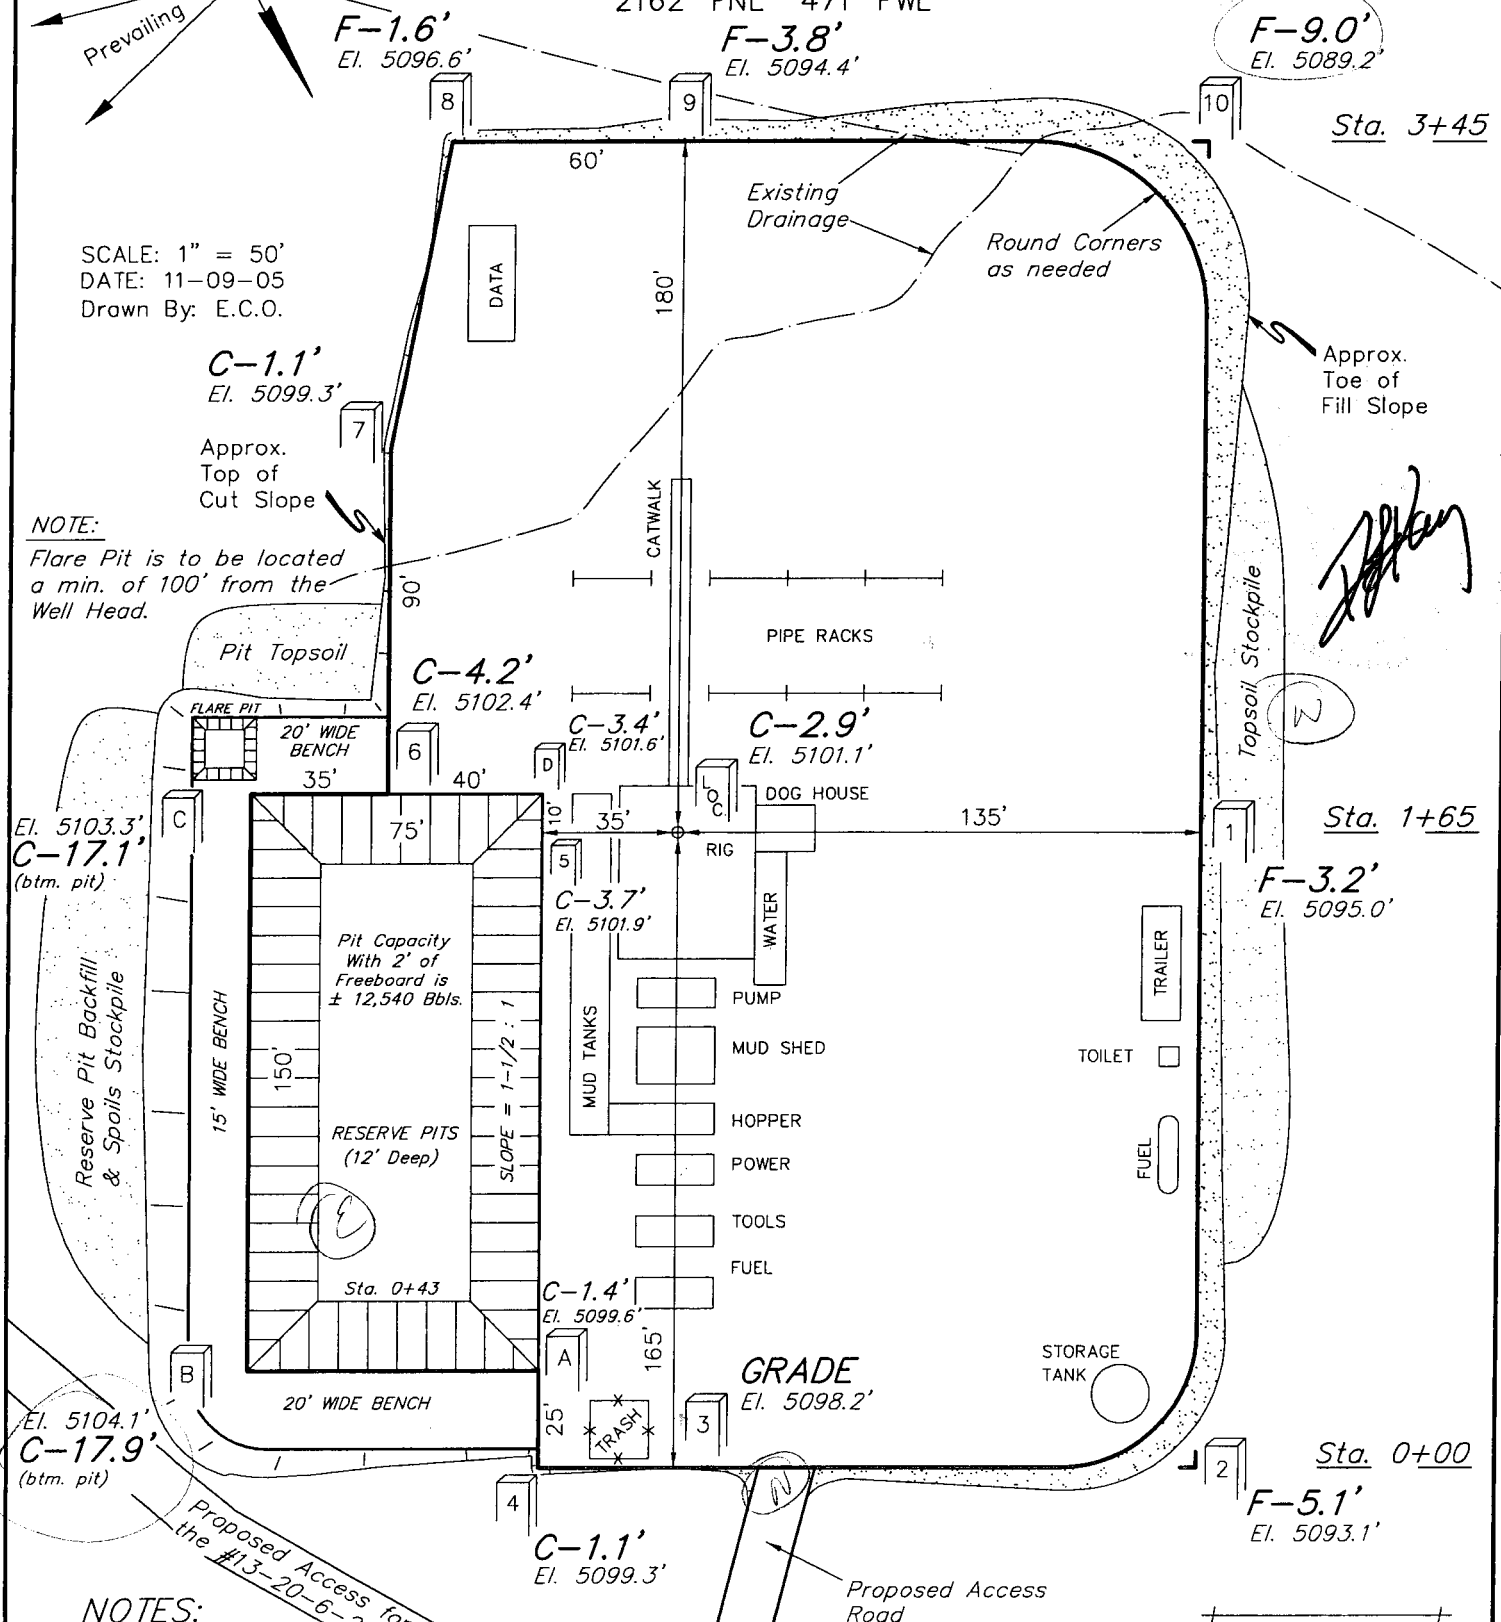 2162' FNL 471' FWL
Prevailing
F-1.6'
El. 5096.6'
F-3.8'
El. 5094.4'
F-9.0'
El. 5089.2'
8
9
10
Sta. 3+45
60'
Existing
Drainage
Round Corners
as needed
SCALE: 1" = 50'
DATE: 11-09-05
Drawn By: E.C.O.
DATA
180'
C-1.1'
El. 5099.3'
7
Approx.
Toe of
Fill Slope
Approx.
Top of
Cut Slope
CATWALK
NOTE:
Flare Pit is to be located
a min. of 100' from the
Well Head.
90'
PIPE RACKS
Topsoil Stockpile
2
Pit Topsoil
C-4.2'
El. 5102.4'
FLARE PIT
20' WIDE
BENCH
6
C-3.4'
El. 5101.6'
D
C-2.9'
El. 5101.1'
LOC.
DOG HOUSE
35'
40'
10'
El. 5103.3'
C-17.1'
(btm. pit)
C
75'
35'
RIG
135'
1
Sta. 1+65
F-3.2'
El. 5095.0'
5
C-3.7'
El. 5101.9'
WATER
TRAILER
Pit Capacity
With 2' of
Freeboard is
± 12,540 Bbls.
Reserve Pit Backfill
& Spoils Stockpile
15' WIDE BENCH
150'
SLOPE = 1-1/2 : 1
MUD TANKS
PUMP
MUD SHED
TOILET
HOPPER
RESERVE PITS
(12' Deep)
POWER
FUEL
3
TOOLS
FUEL
Sta. 0+43
C-1.4'
El. 5099.6'
A
165'
GRADE
El. 5098.2'
STORAGE
TANK
B
20' WIDE BENCH
25'
TRASH
3
El. 5104.1'
C-17.9'
(btm. pit)
Sta. 0+00
2
F-5.1'
El. 5093.1'
4
C-1.1'
El. 5099.3'
Proposed Access for
the #13-20-6-2
Proposed Access
Road
NOTES: